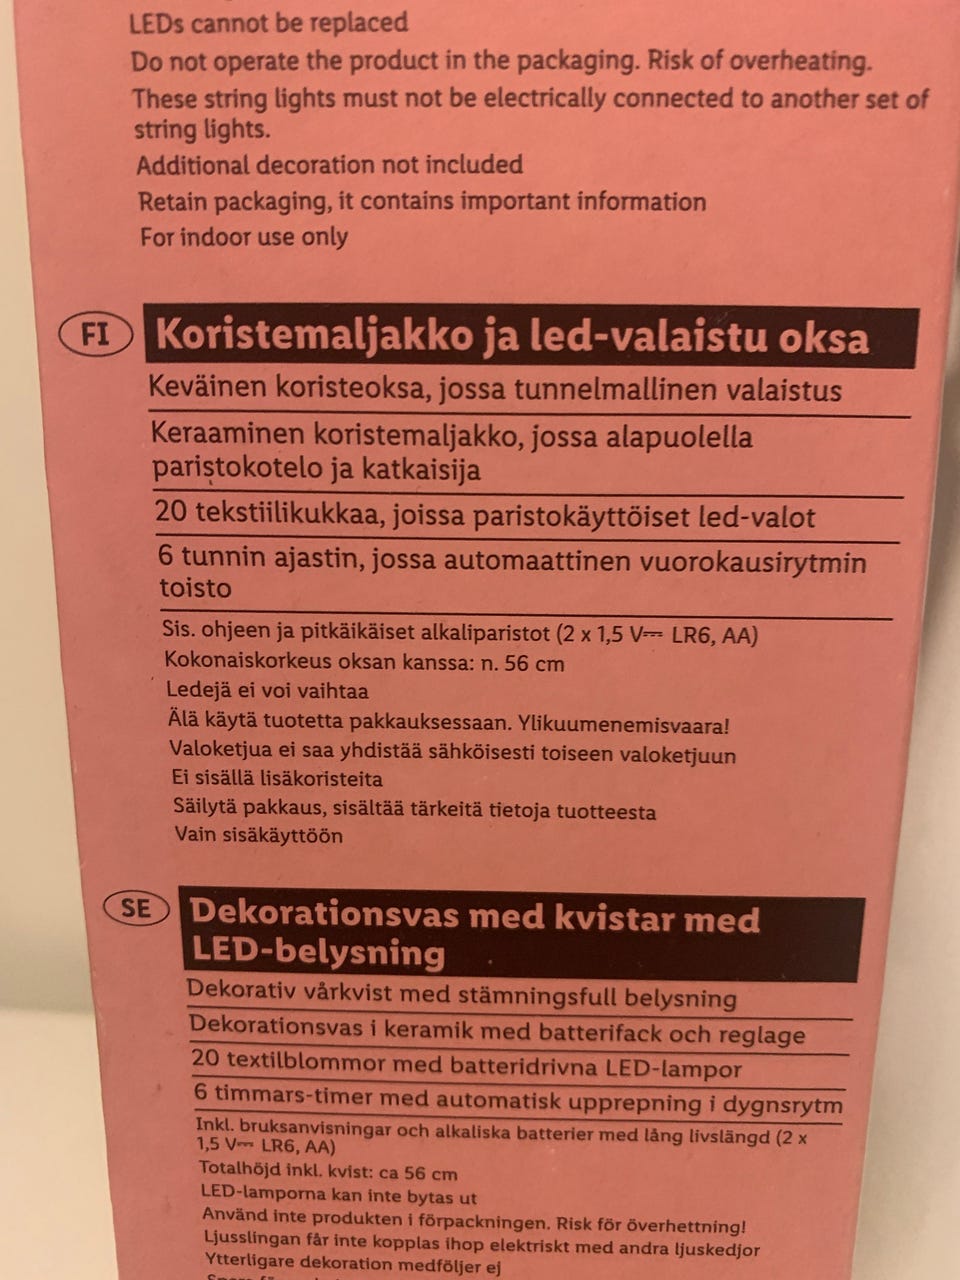 LEDs cannot be replaced
Do not operate the product in the packaging. Risk of overheating.
These string lights must not be electrically connected to another set of
string lights.
Additional decoration not included
Retain packaging, it contains important information
For indoor use only
FI
Koristemaljakko ja led-valaistu oksa
Keväinen koristeoksa, jossa tunnelmallinen valaistus
Keraaminen koristemaljakko, jossa alapuolella
paristokotelo ja katkaisija
20 tekstiilikukkaa, joissa paristokäyttöiset led-valot
6 tunnin ajastin, jossa automaattinen vuorokausirytmin
toisto
Sis. ohjeen ja pitkäikäiset alkaliparistot (2 x 1,5 V⎓ LR6, AA)
Kokonaiskorkeus oksan kanssa: n. 56 cm
Ledejä ei voi vaihtaa
Älä käytä tuotetta pakkauksessaan. Ylikuumenemisvaara!
Valoketjua ei saa yhdistää sähköisesti toiseen valoketjuun
Ei sisällä lisäkoristeita
Säilytä pakkaus, sisältää tärkeitä tietoja tuotteesta
Vain sisäkäyttöön
SE
Dekorationsvas med kvistar med
LED-belysning
Dekorativ vårkvist med stämningsfull belysning
Dekorationsvas i keramik med batterifack och reglage
20 textilblommor med batteridrivna LED-lampor
6 timmars-timer med automatisk upprepning i dygnsrytm
Inkl. bruksanvisningar och alkaliska batterier med lång livslängd (2 x
1,5 V⎓ LR6, AA)
Totalhöjd inkl. kvist: ca 56 cm
LED-lamporna kan inte bytas ut
Använd inte produkten i förpackningen. Risk för överhettning!
Ljusslingan får inte kopplas ihop elektriskt med andra ljuskedjor
Ytterligare dekoration medföljer ej